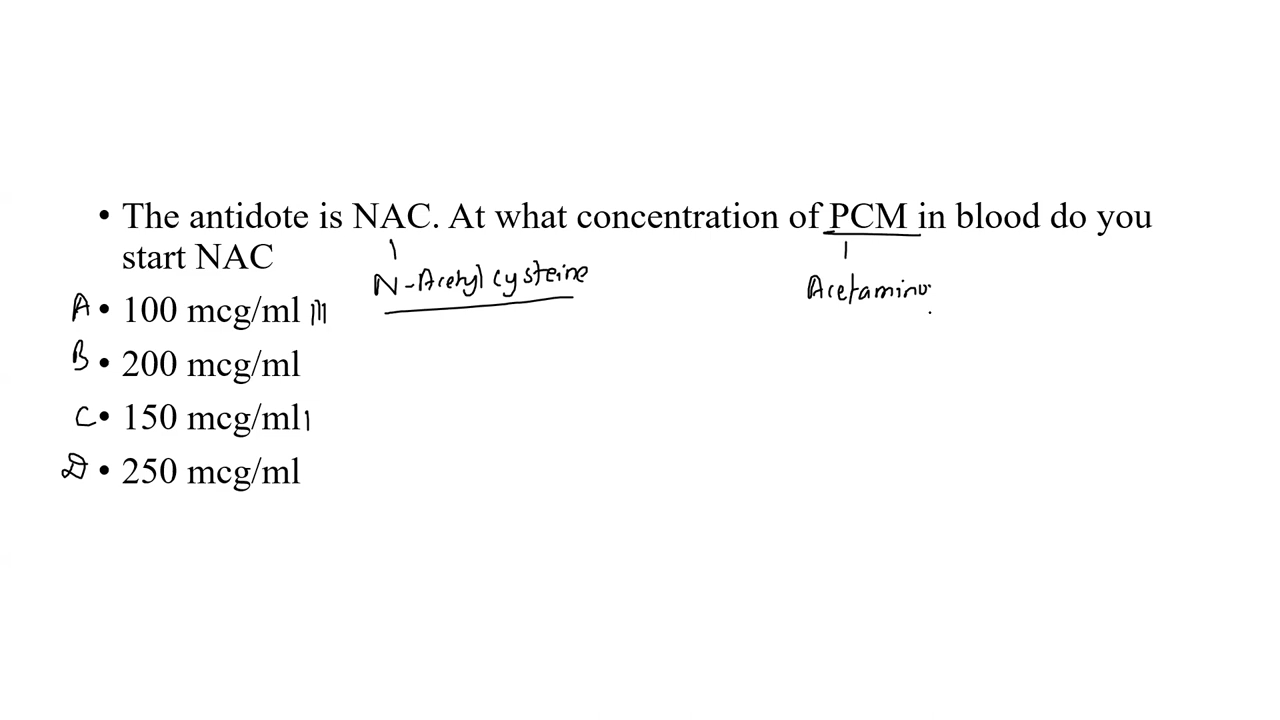 • The antidote is NAC. At what concentration of PCM in blood do you
start NAC
N-Acetyl cysteine
Acetamino
A • 100 mcg/ml
B • 200 mcg/ml
C • 150 mcg/ml
D • 250 mcg/ml